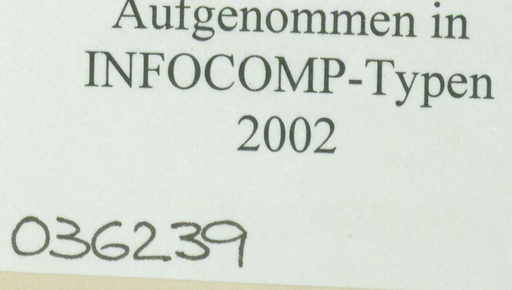 Aufgenommen in
INFOCOMP-Typen
2002
036239